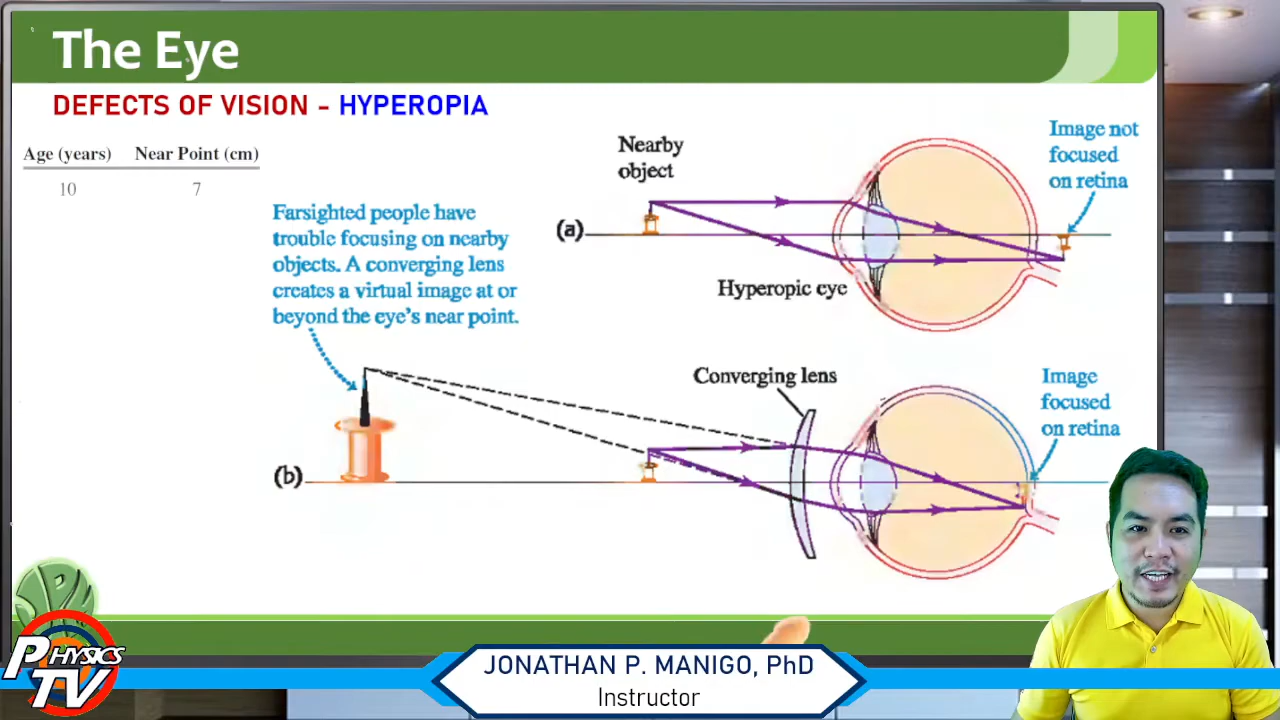 The Eye
DEFECTS OF VISION - HYPEROPIA
Age (years) Near Point (cm)
10 7
Farsighted people have
trouble focusing on nearby
objects. A converging lens
creates a virtual image at or
beyond the eye's near point.
Nearby
object
(a)
Hyperopic eye
Image not
focused
on retina
(b)
Converging lens
Image
focused
on retina
PHYSICS
TV
JONATHAN P. MANIGO, PhD
Instructor